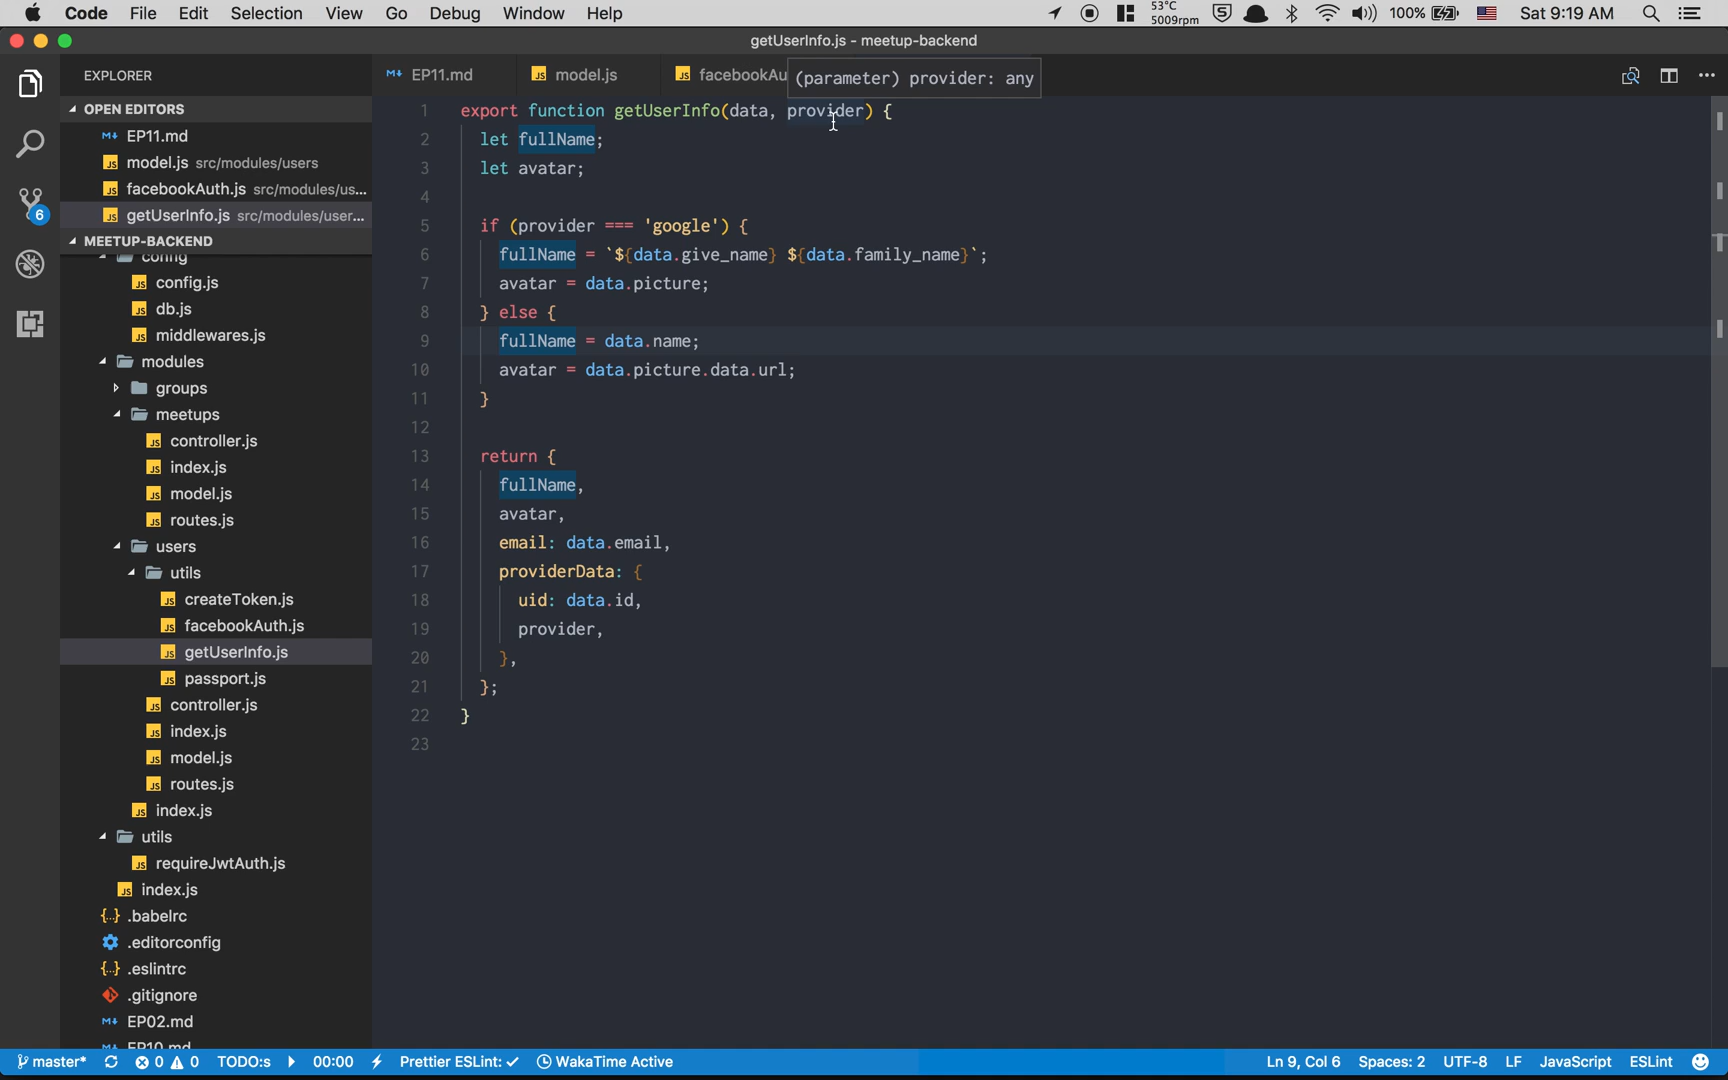 Code File Edit Selection View Go Debug Window Help 53°C 5009rpm 100% Sat 9:19 AM
getUserInfo.js - meetup-backend
EXPLORER
OPEN EDITORS
EP11.md
model.js src/modules/users
facebookAuth.js src/modules/us...
getUserInfo.js src/modules/user...
MEETUP-BACKEND
config
config.js
db.js
middlewares.js
modules
groups
meetups
controller.js
index.js
model.js
routes.js
users
utils
createToken.js
facebookAuth.js
getUserInfo.js
passport.js
controller.js
index.js
model.js
routes.js
index.js
utils
requireJwtAuth.js
index.js
.babelrc
.editorconfig
.eslintrc
.gitignore
EP02.md
EP10.md
6
EP11.md model.js facebookAu
(parameter) provider: any
1 export function getUserInfo(data, provider) {
2 let fullName;
3 let avatar;
4
5 if (provider === 'google') {
6 fullName = `${data.give_name} ${data.family_name}`;
7 avatar = data.picture;
8 } else {
9 fullName = data.name;
10 avatar = data.picture.data.url;
11 }
12
13 return {
14 fullName,
15 avatar,
16 email: data.email,
17 providerData: {
18 uid: data.id,
19 provider,
20 },
21 };
22 }
23
master* 0 0 TODO:s 00:00 Prettier ESLint: ✓ WakaTime Active Ln 9, Col 6 Spaces: 2 UTF-8 LF JavaScript ESLint